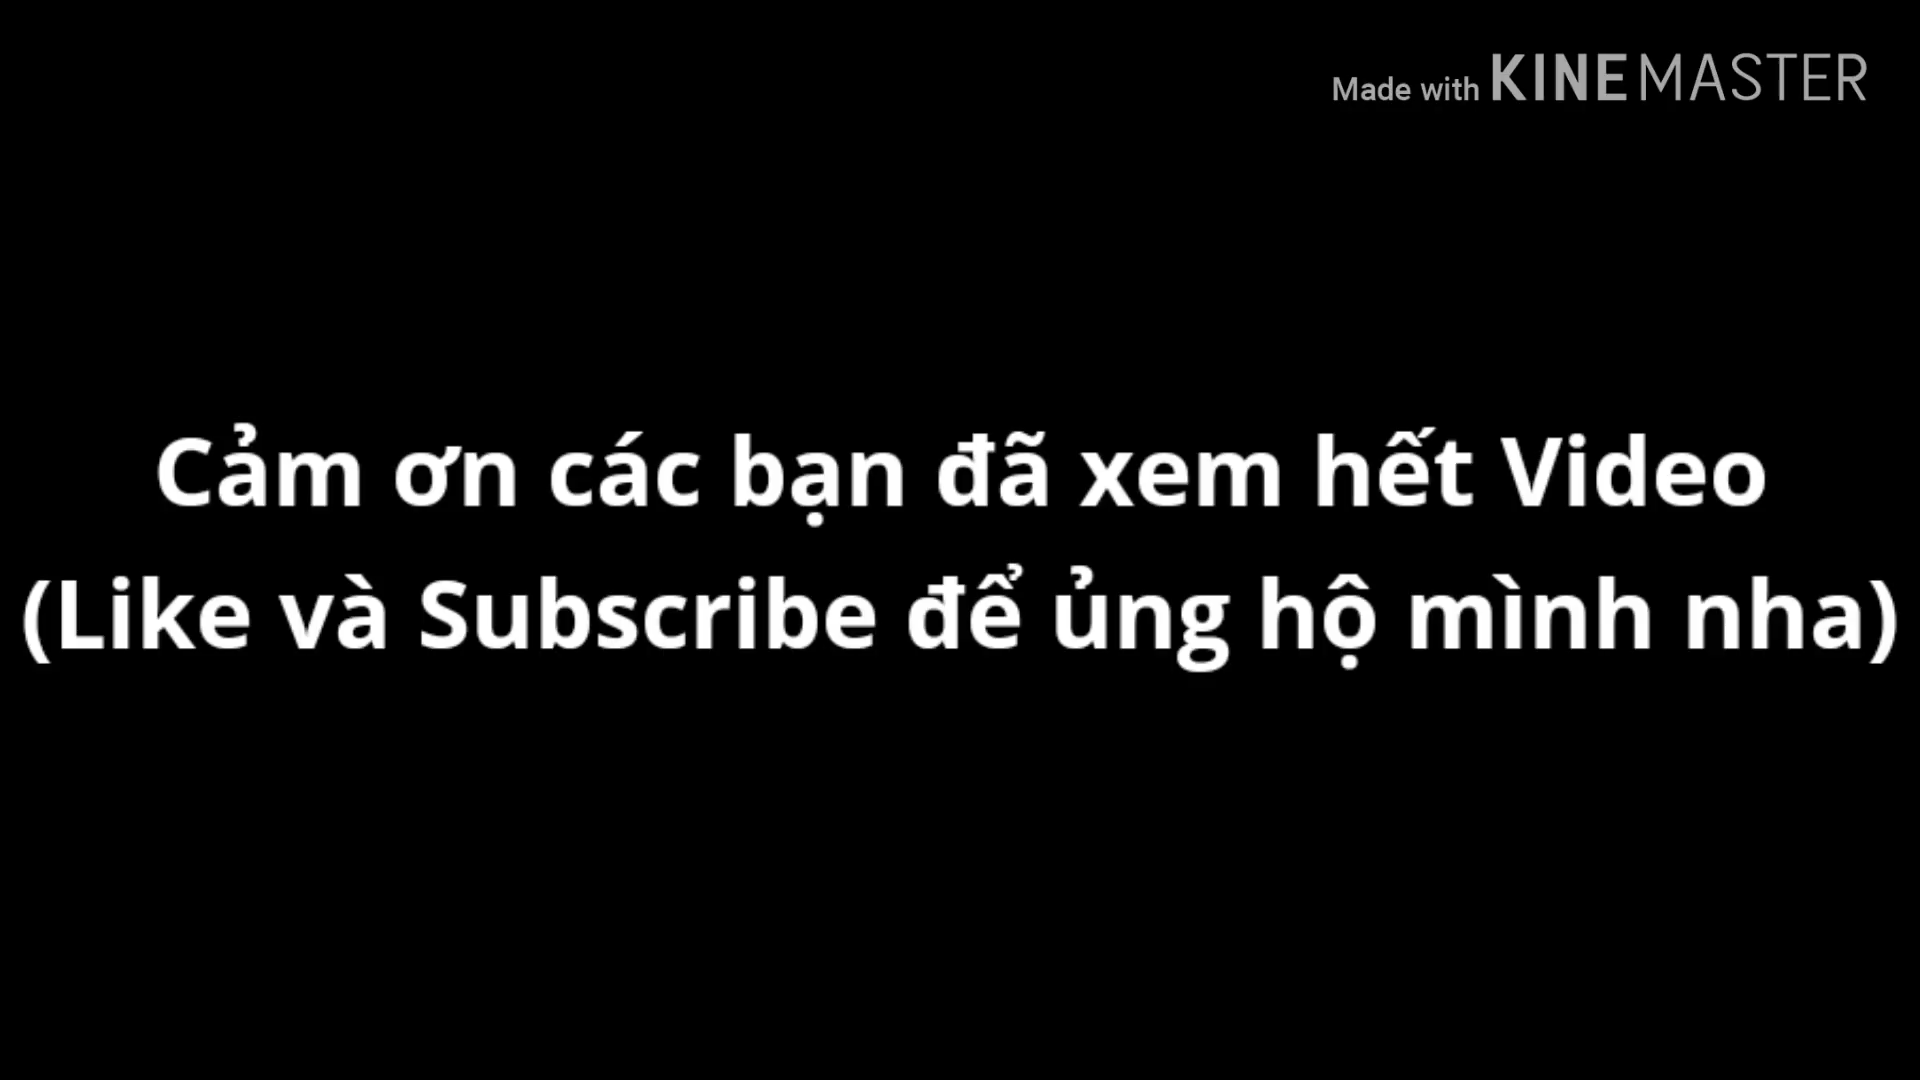 Made with KINEMASTER
Cảm ơn các bạn đã xem hết Video
(Like và Subscribe để ủng hộ mình nha)